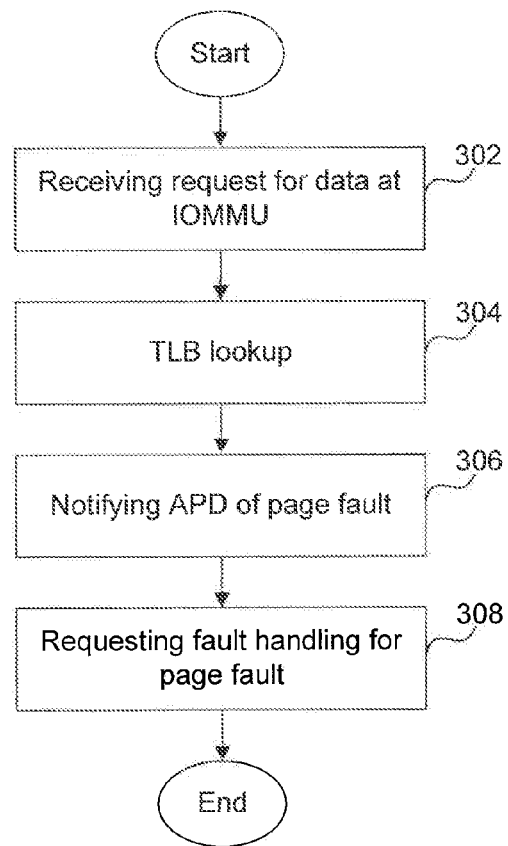 Start
302
Receiving request for data at
IOMMU
304
TLB lookup
306
Notifying APD of page fault
308
Requesting fault handling for
page fault
End